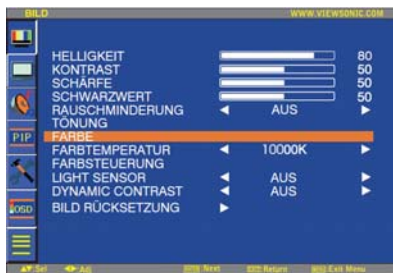 BILD WWW.VIEWSONIC.COM
HELLIGKEIT 80
KONTRAST 50
SCHÄRFE 50
SCHWARZWERT 50
RAUSCHMINDERUNG AUS
TÖNUNG
FARBE
FARBTEMPERATUR 10000K
FARBSTEUERUNG
LIGHT SENSOR AUS
DYNAMIC CONTRAST AUS
BILD RÜCKSETZUNG
PIP
OSD
Sel Adj Next Return Exit Menu